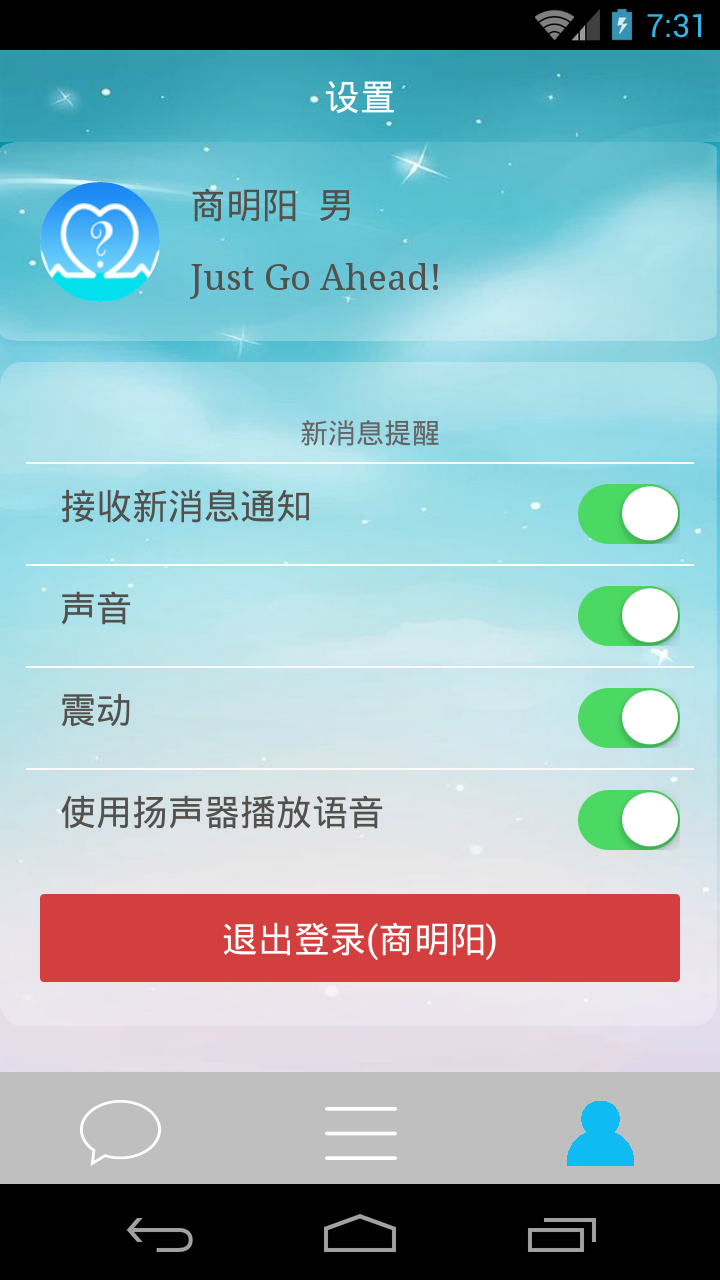 7:31
设置
商明阳 男
?
Just Go Ahead!
新消息提醒
接收新消息通知
声音
震动
使用扬声器播放语音
退出登录(商明阳)